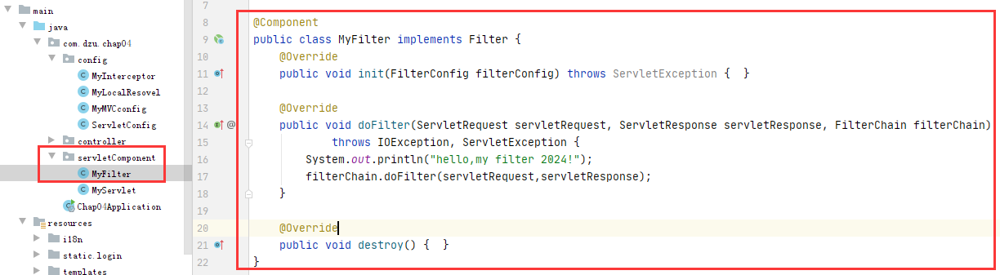 main
java
com.dzu.chap04
config
MyInterceptor
MyLocalResovel
MyMVCconfig
ServletConfig
controller
servletComponent
MyFilter
MyServlet
Chap04Application
resources
i18n
static.login
templates
7
8 @Component
9 public class MyFilter implements Filter {
10 @Override
11 public void init(FilterConfig filterConfig) throws ServletException { }
12
13 @Override
14 @ public void doFilter(ServletRequest servletRequest, ServletResponse servletResponse, FilterChain filterChain)
15 throws IOException, ServletException {
16 System.out.println("hello,my filter 2024!");
17 filterChain.doFilter(servletRequest,servletResponse);
18 }
19
20 @Override
21 public void destroy() { }
22 }